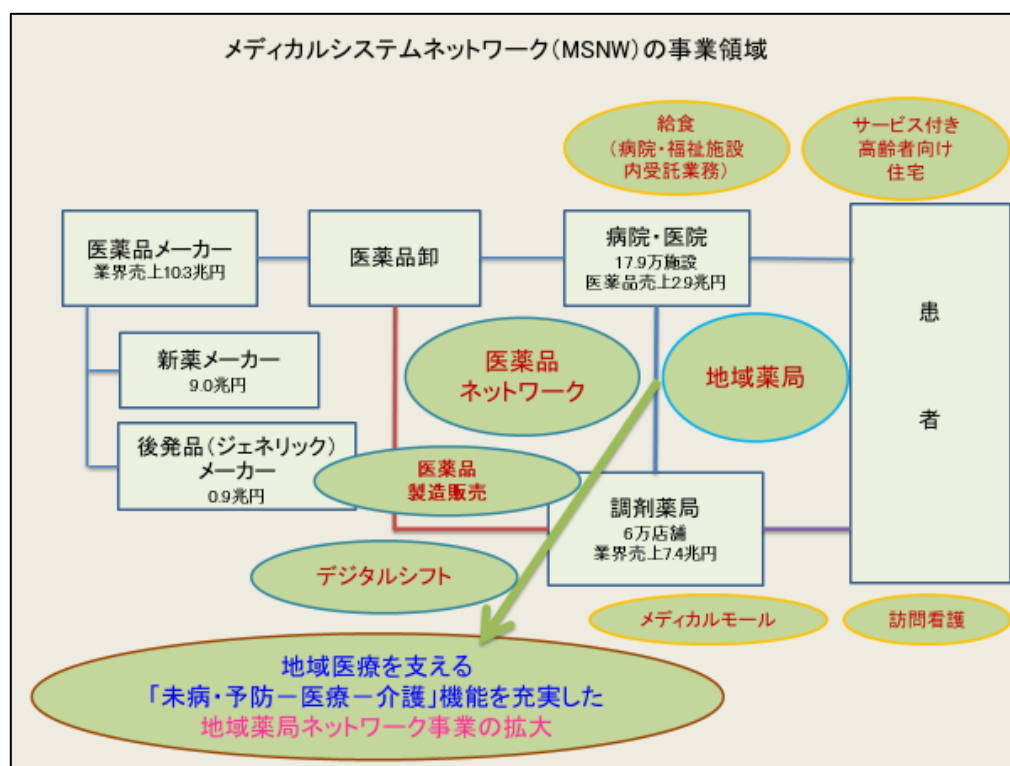 メディカルシステムネットワーク(MSNW)の事業領域
給食
(病院・福祉施設
内受託業務)
サービス付き
高齢者向け
住宅
医薬品メーカー
業界売上10.3兆円
医薬品卸
病院・医院
17.9万施設
医薬品売上2.9兆円
患
者
新薬メーカー
9.0兆円
医薬品
ネットワーク
地域薬局
後発品(ジェネリック)
メーカー
0.9兆円
医薬品
製造販売
調剤薬局
6万店舗
業界売上7.4兆円
デジタルシフト
メディカルモール
訪問看護
地域医療を支える
「未病・予防－医療－介護」機能を充実した
地域薬局ネットワーク事業の拡大